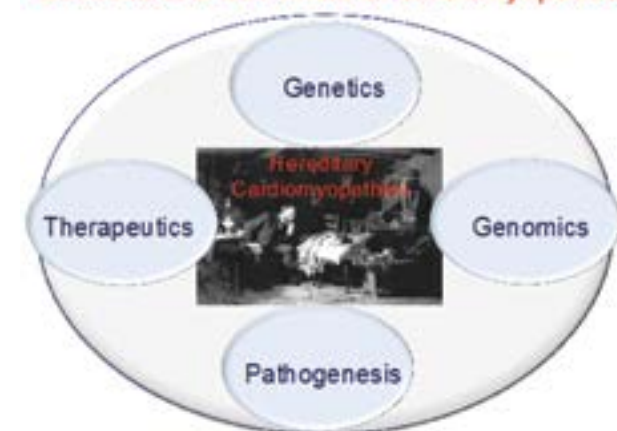 Genetics
Hereditary
Cardiomyopathies
Therapeutics
Genomics
Pathogenesis